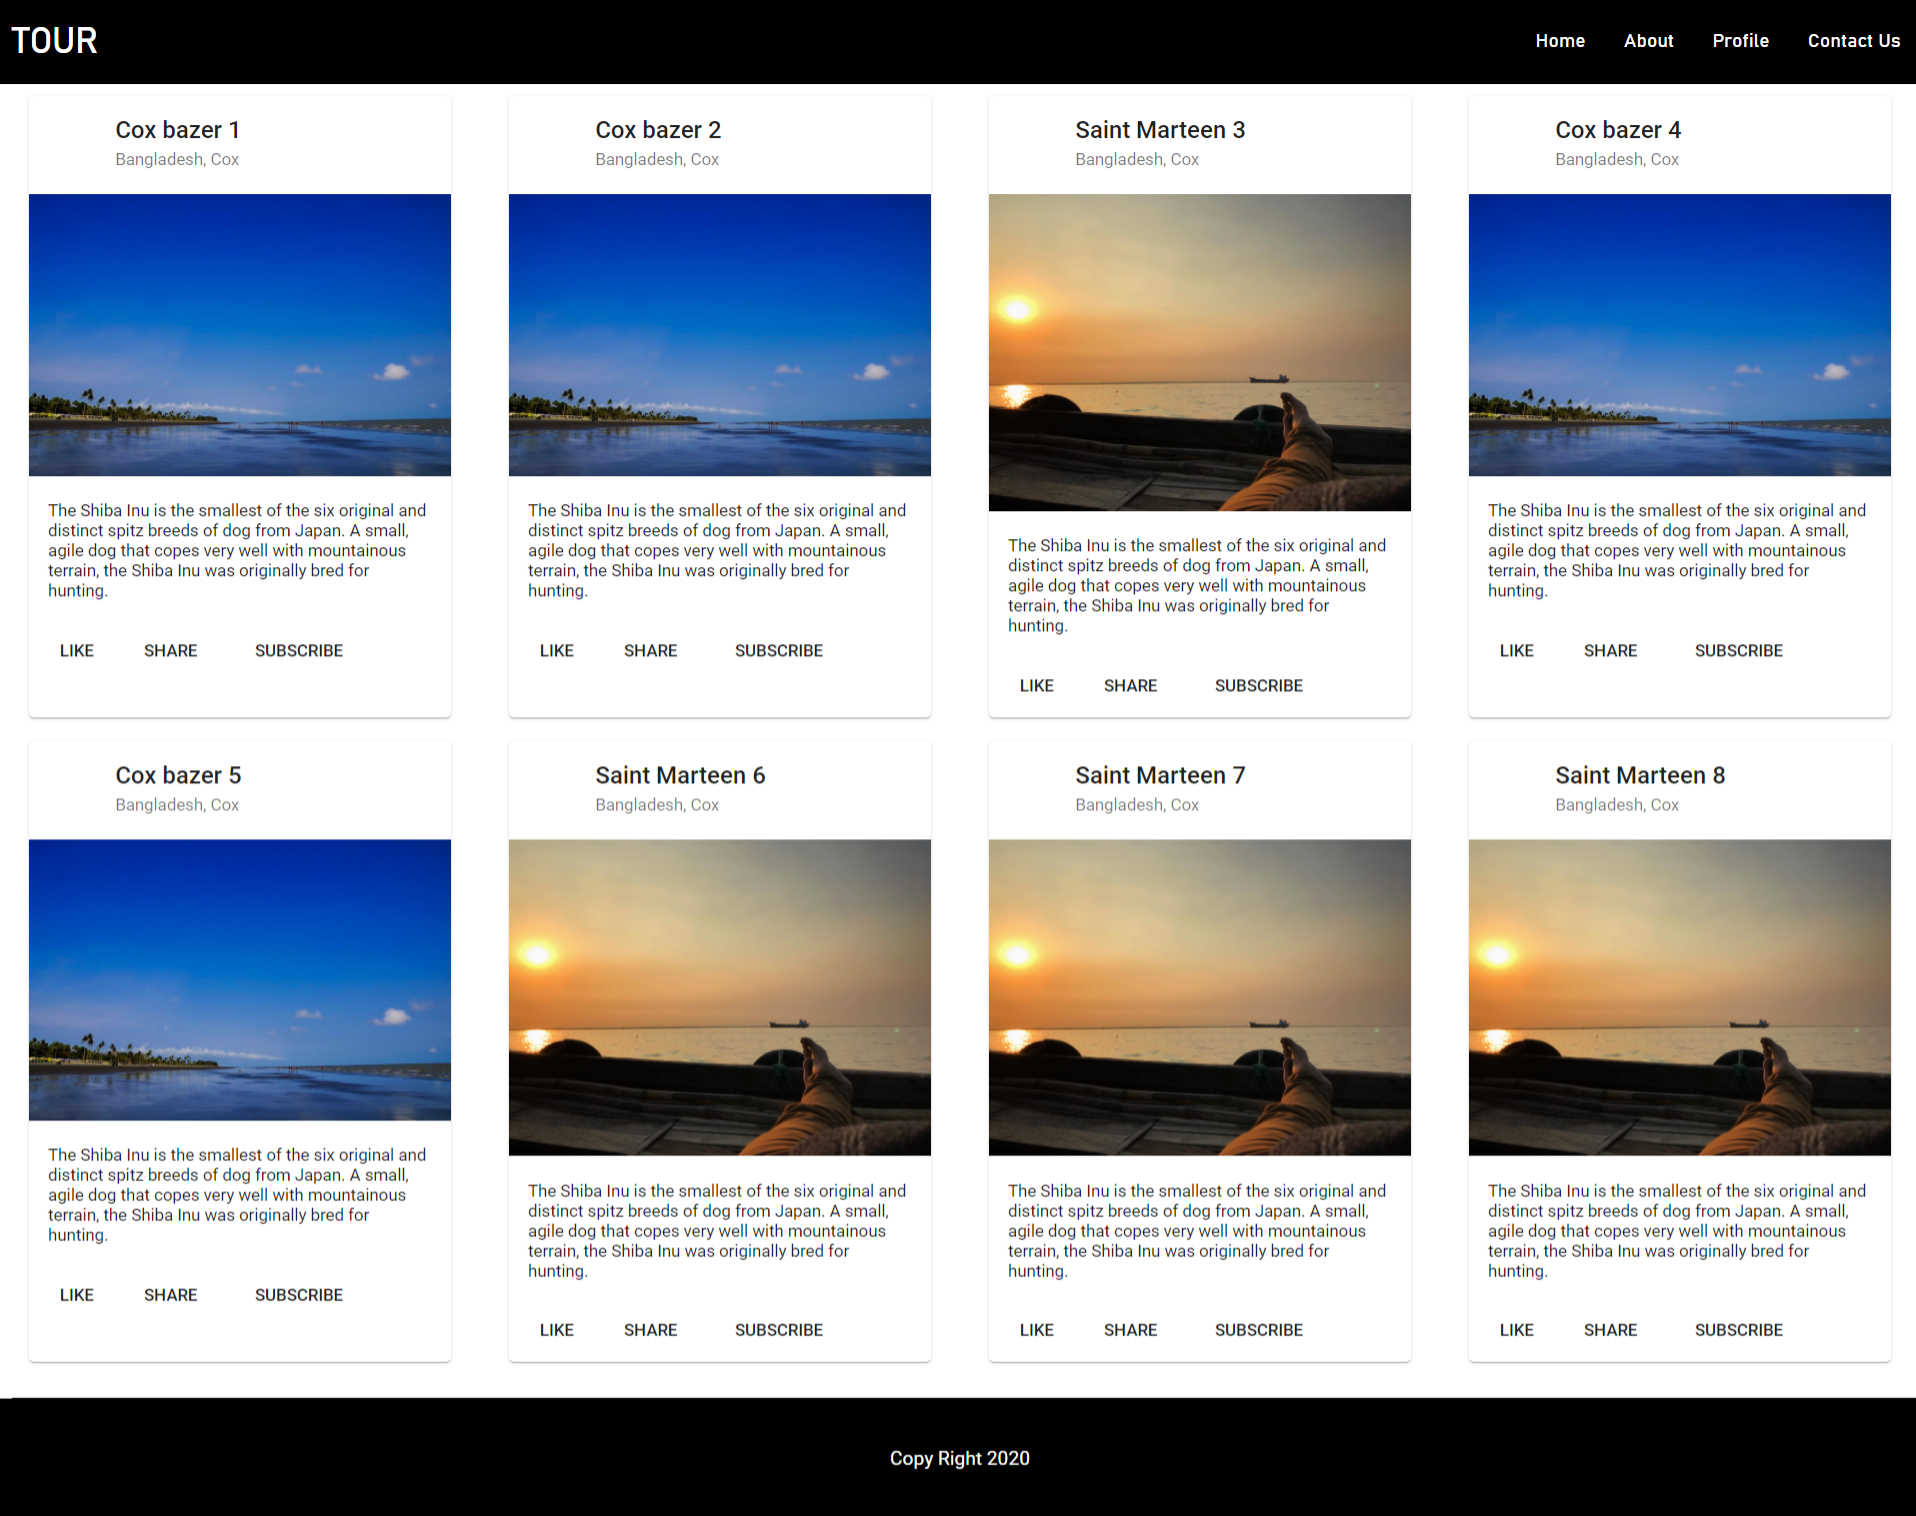 TOUR
Home
About
Profile
Contact Us
Cox bazer 1
Bangladesh, Cox
The Shiba Inu is the smallest of the six original and
distinct spitz breeds of dog from Japan. A small,
agile dog that copes very well with mountainous
terrain, the Shiba Inu was originally bred for
hunting.
LIKE
SHARE
SUBSCRIBE
Cox bazer 2
Bangladesh, Cox
The Shiba Inu is the smallest of the six original and
distinct spitz breeds of dog from Japan. A small,
agile dog that copes very well with mountainous
terrain, the Shiba Inu was originally bred for
hunting.
LIKE
SHARE
SUBSCRIBE
Saint Marteen 3
Bangladesh, Cox
The Shiba Inu is the smallest of the six original and
distinct spitz breeds of dog from Japan. A small,
agile dog that copes very well with mountainous
terrain, the Shiba Inu was originally bred for
hunting.
LIKE
SHARE
SUBSCRIBE
Cox bazer 4
Bangladesh, Cox
The Shiba Inu is the smallest of the six original and
distinct spitz breeds of dog from Japan. A small,
agile dog that copes very well with mountainous
terrain, the Shiba Inu was originally bred for
hunting.
LIKE
SHARE
SUBSCRIBE
Cox bazer 5
Bangladesh, Cox
The Shiba Inu is the smallest of the six original and
distinct spitz breeds of dog from Japan. A small,
agile dog that copes very well with mountainous
terrain, the Shiba Inu was originally bred for
hunting.
LIKE
SHARE
SUBSCRIBE
Saint Marteen 6
Bangladesh, Cox
The Shiba Inu is the smallest of the six original and
distinct spitz breeds of dog from Japan. A small,
agile dog that copes very well with mountainous
terrain, the Shiba Inu was originally bred for
hunting.
LIKE
SHARE
SUBSCRIBE
Saint Marteen 7
Bangladesh, Cox
The Shiba Inu is the smallest of the six original and
distinct spitz breeds of dog from Japan. A small,
agile dog that copes very well with mountainous
terrain, the Shiba Inu was originally bred for
hunting.
LIKE
SHARE
SUBSCRIBE
Saint Marteen 8
Bangladesh, Cox
The Shiba Inu is the smallest of the six original and
distinct spitz breeds of dog from Japan. A small,
agile dog that copes very well with mountainous
terrain, the Shiba Inu was originally bred for
hunting.
LIKE
SHARE
SUBSCRIBE
Copy Right 2020